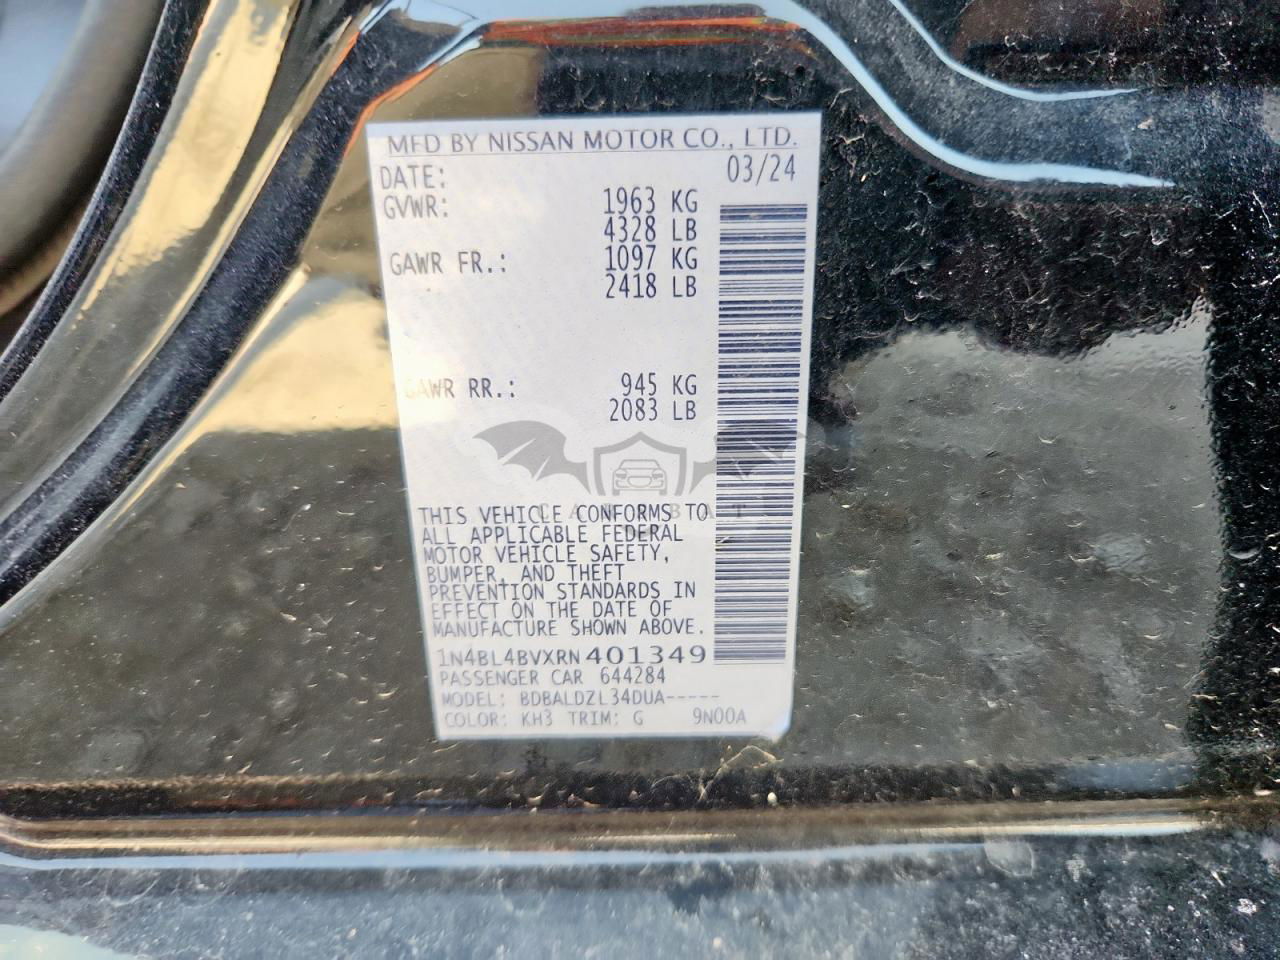 MFD BY NISSAN MOTOR CO., LTD.
DATE: 03/24
GVWR: 1963 KG
4328 LB
GAWR FR.: 1097 KG
2418 LB
GAWR RR.: 945 KG
2083 LB
THIS VEHICLE CONFORMS TO
ALL APPLICABLE FEDERAL
MOTOR VEHICLE SAFETY,
BUMPER, AND THEFT
PREVENTION STANDARDS IN
EFFECT ON THE DATE OF
MANUFACTURE SHOWN ABOVE.
1N4BL4BVXRN401349
PASSENGER CAR 644284
MODEL: BDBALDZL34DUA-----
COLOR: KH3 TRIM: G 9N00A